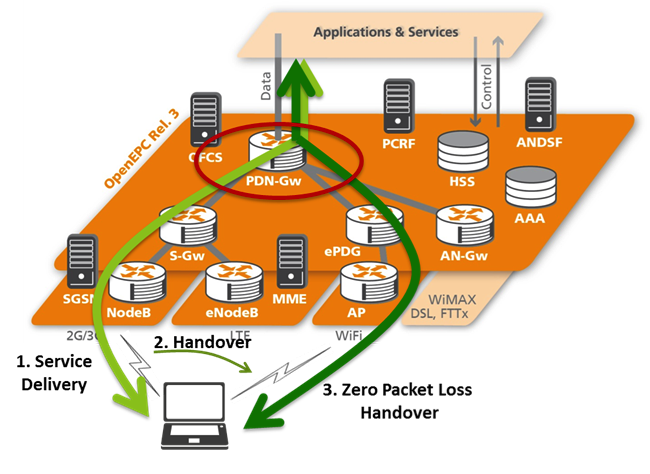 Applications & Services
Data
Control
OpenEPC Rel. 3
OFCS
PCRF
ANDSF
PDN-Gw
HSS
AAA
S-Gw
ePDG
AN-Gw
SGSN
NodeB
eNodeB
MME
AP
WiMAX
DSL, FTTx
2G/3G
LTE
WiFi
1. Service
Delivery
2. Handover
3. Zero Packet Loss
Handover